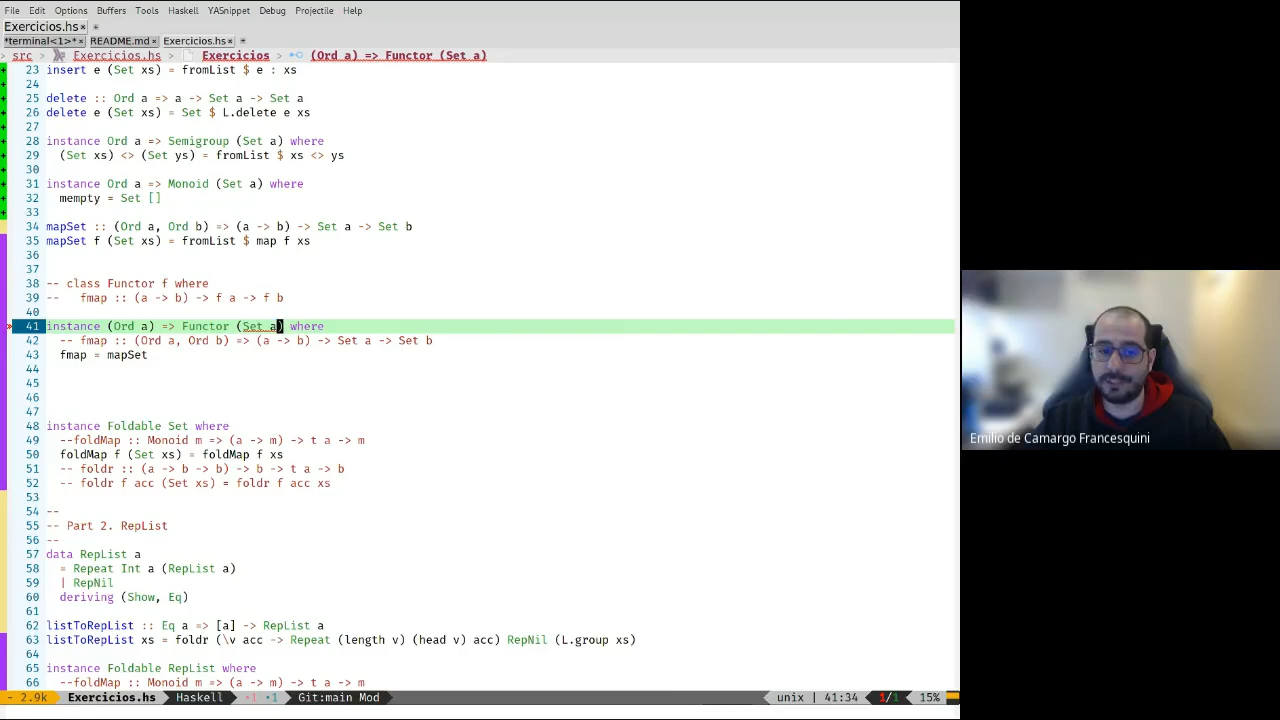 File Edit Options Buffers Tools Haskell YASnippet Debug Projectile Help
Exercicios.hs× +
*terminal<1>*× README.md× Exercicios.hs× +
> src > Exercicios.hs > Exercicios > (Ord a) => Functor (Set a)
23 insert e (Set xs) = fromList $ e : xs
24
25 delete :: Ord a => a -> Set a -> Set a
26 delete e (Set xs) = Set $ L.delete e xs
27
28 instance Ord a => Semigroup (Set a) where
29 (Set xs) <> (Set ys) = fromList $ xs <> ys
30
31 instance Ord a => Monoid (Set a) where
32 mempty = Set []
33
34 mapSet :: (Ord a, Ord b) => (a -> b) -> Set a -> Set b
35 mapSet f (Set xs) = fromList $ map f xs
36
37
38 -- class Functor f where
39 -- fmap :: (a -> b) -> f a -> f b
40
41 instance (Ord a) => Functor (Set a) where
42 -- fmap :: (Ord a, Ord b) => (a -> b) -> Set a -> Set b
43 fmap = mapSet
44
45
46
47
48 instance Foldable Set where
49 --foldMap :: Monoid m => (a -> m) -> t a -> m
50 foldMap f (Set xs) = foldMap f xs
51 -- foldr :: (a -> b -> b) -> b -> t a -> b
52 -- foldr f acc (Set xs) = foldr f acc xs
53
54 --
55 -- Part 2. RepList
56 --
57 data RepList a
58 = Repeat Int a (RepList a)
59 | RepNil
60 deriving (Show, Eq)
61
62 listToRepList :: Eq a => [a] -> RepList a
63 listToRepList xs = foldr (\v acc -> Repeat (length v) (head v) acc) RepNil (L.group xs)
64
65 instance Foldable RepList where
66 --foldMap :: Monoid m => (a -> m) -> t a -> m
- 2.9k Exercicios.hs Haskell •1 •1 Git:main Mod unix | 41:34 1/1 15%
Emilio de Camargo Francesquini